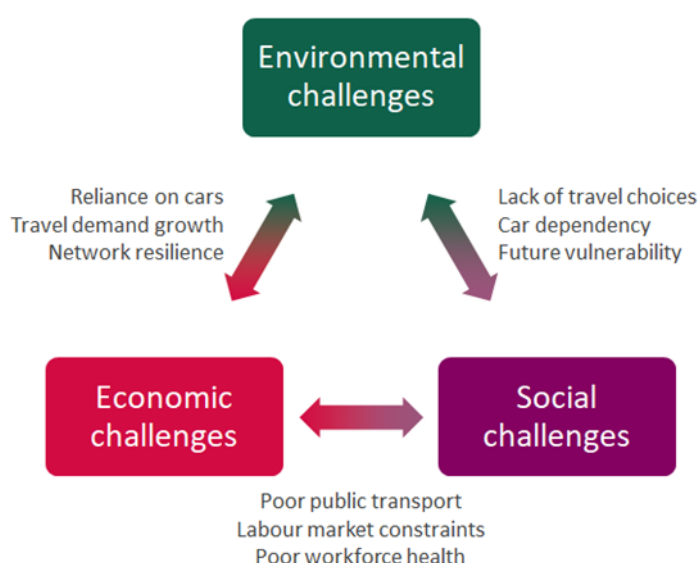 Environmental
challenges
Reliance on cars
Travel demand growth
Network resilience
Lack of travel choices
Car dependency
Future vulnerability
Economic
challenges
Social
challenges
Poor public transport
Labour market constraints
Poor workforce health